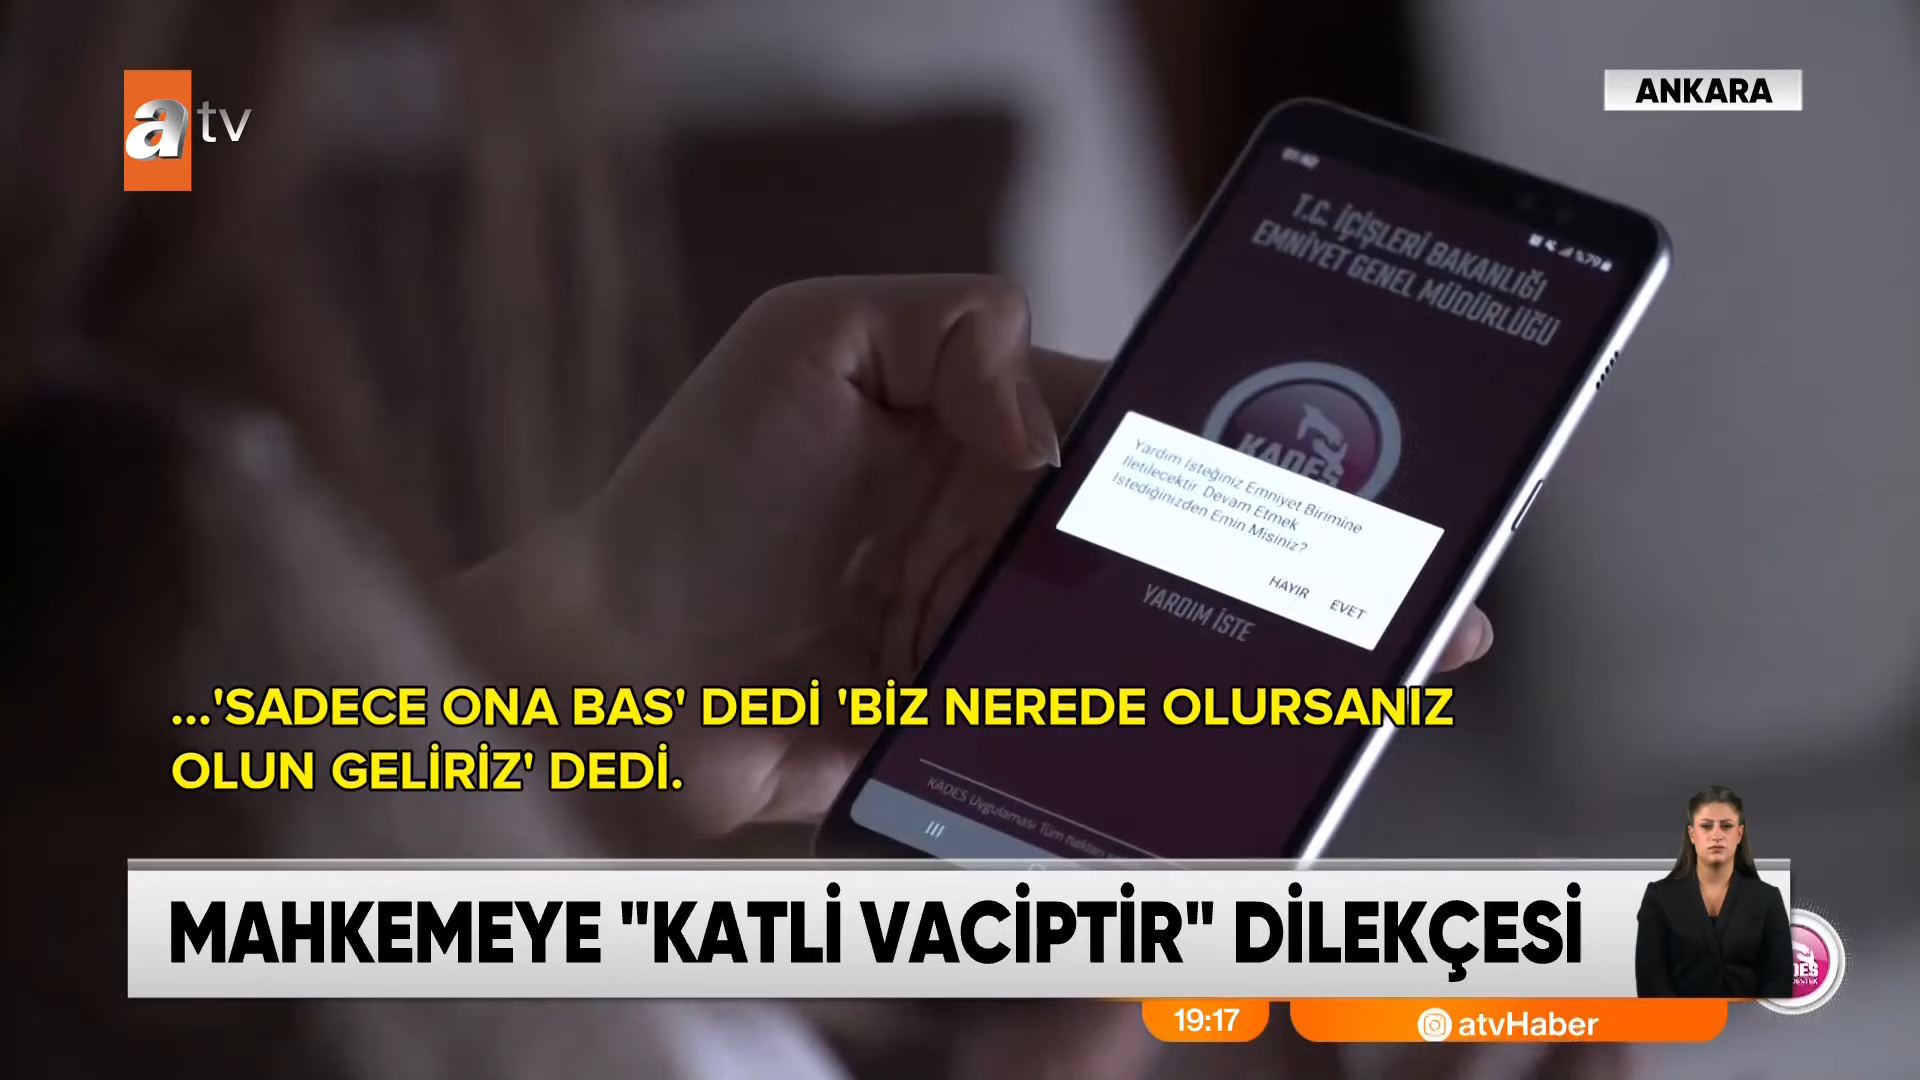 atv
ANKARA
T.C. İÇİŞLERİ BAKANLIĞI
EMNİYET GENEL MÜDÜRLÜĞÜ
KADES
Yardım İsteğiniz Emniyet Birimine
İletilecektir. Devam Etmek
İstediğinizden Emin Misiniz?
HAYIR EVET
YARDIM İSTE
...'SADECE ONA BAS' DEDİ 'BİZ NEREDE OLURSANIZ
OLUN GELİRİZ' DEDİ.
KADES Uygulaması Tüm hakları
MAHKEMEYE "KATLİ VACİPTİR" DİLEKÇESİ
19:17
atvHaber